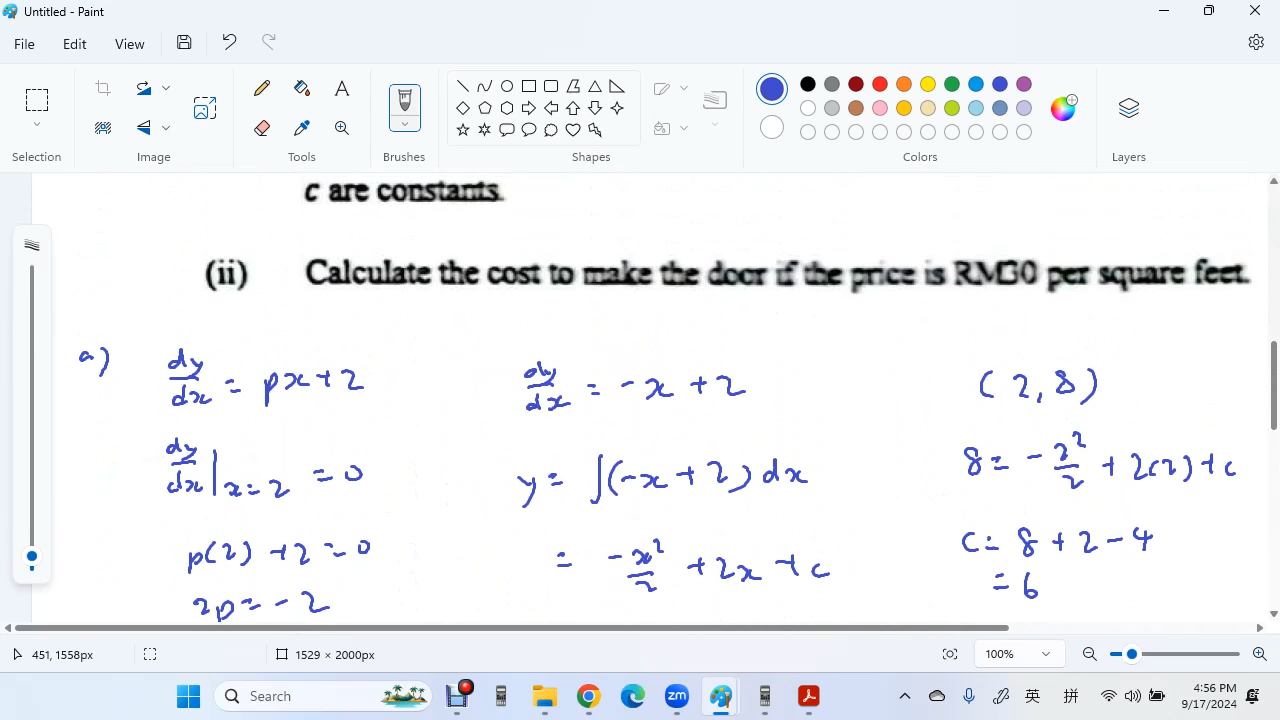 Untitled - Paint
File Edit View
Selection Image Tools Brushes Shapes Colors Layers
A
c are constants.
(ii) Calculate the cost to make the door if the price is RM30 per square feet.
a) dy/dx = px + 2
dy/dx | x = 2 = 0
p(2) + 2 = 0
2p = -2
dy/dx = -x + 2
y = ∫(-x + 2) dx
= -x²/2 + 2x + c
(2, 8)
8 = -2²/2 + 2(2) + c
c = 8 + 2 - 4
= 6
451, 1558px
1529 × 2000px
100%
Search
zm
英
拼
4:56 PM
9/17/2024